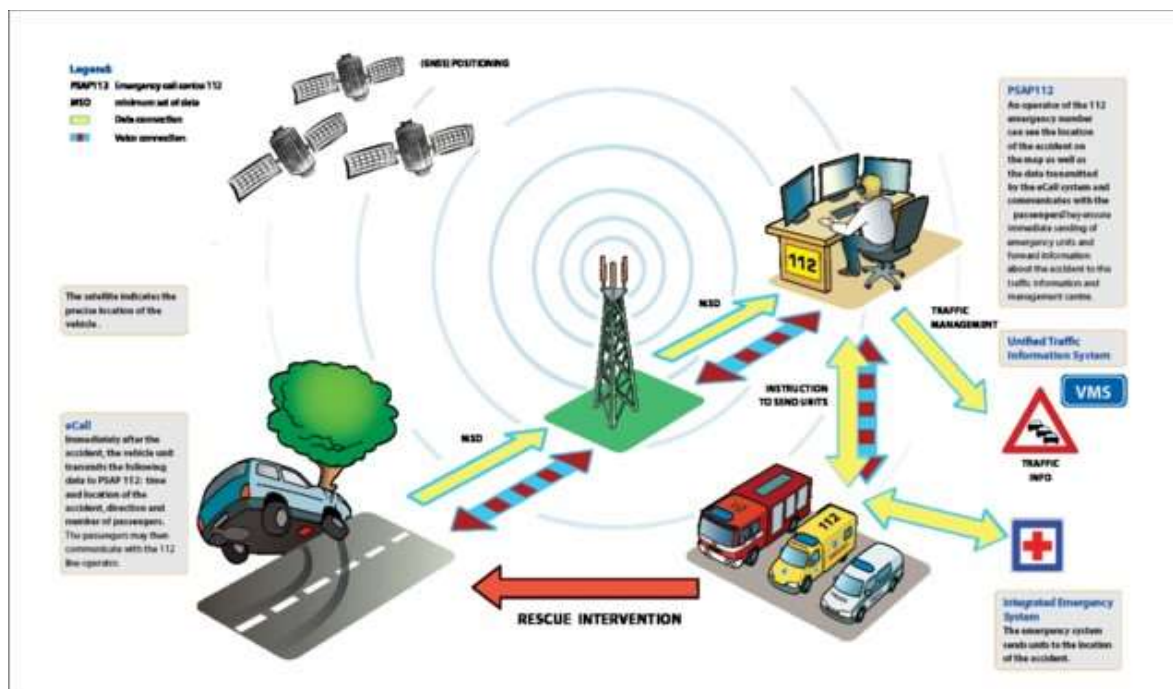 Legend:
PSAP112 Emergency call centre 112
MSD minimum set of data
Data connection
Voice connection
(GNSS) POSITIONING
PSAP112
An operator of the 112
emergency number
can see the location
of the accident on
the map as well as
the data transmitted
by the eCall system and
communicates with the
passengers. They ensure
immediate sending of
emergency units and
forward information
about the accident to the
traffic information and
management centre.
112
The satellite indicates the
precise location of the
vehicle.
MSD
TRAFFIC
MANAGEMENT
Unified Traffic
Information System
VMS
INSTRUCTION
TO SEND UNITS
TRAFFIC
INFO
eCall
Immediately after the
accident, the vehicle unit
transmits the following
data to PSAP 112: time
and location of the
accident, direction and
member of passengers.
The passengers may then
communicate with the 112
line operator.
MSD
112
RESCUE INTERVENTION
Integrated Emergency
System
The emergency system
sends units to the location
of the accident.